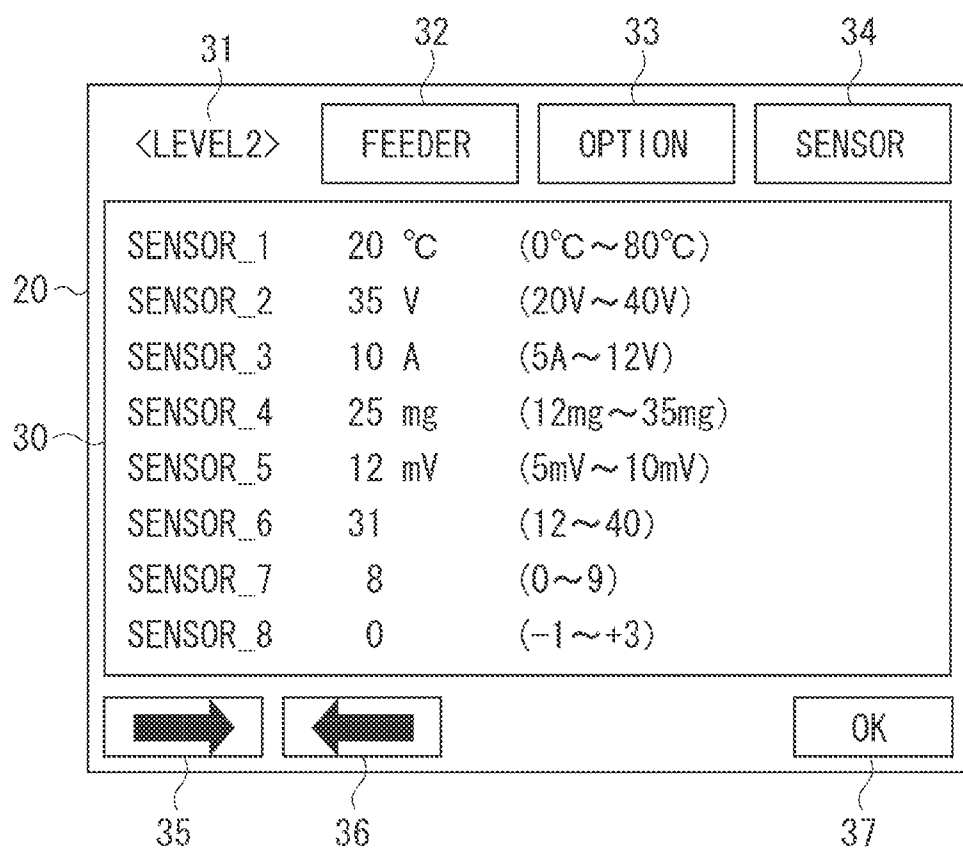 31 32 33 34
<LEVEL2> FEEDER OPTION SENSOR
SENSOR_1 20 ℃ (0℃～80℃)
20
SENSOR_2 35 V (20V～40V)
SENSOR_3 10 A (5A～12V)
SENSOR_4 25 mg (12mg～35mg)
30
SENSOR_5 12 mV (5mV～10mV)
SENSOR_6 31 (12～40)
SENSOR_7 8 (0～9)
SENSOR_8 0 (-1～+3)
OK
35 36 37